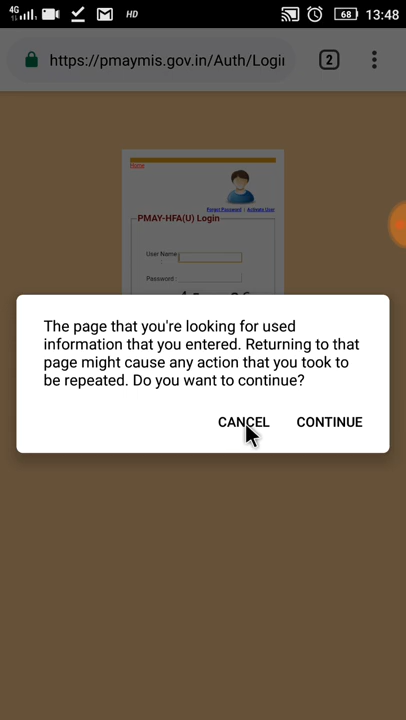 4G HD 68 13:48
https://pmaymis.gov.in/Auth/Logi 2
Home
Forgot Password | Activate User
PMAY-HFA(U) Login
User Name :
Password :
The page that you're looking for used
information that you entered. Returning to that
page might cause any action that you took to
be repeated. Do you want to continue?
CANCEL CONTINUE